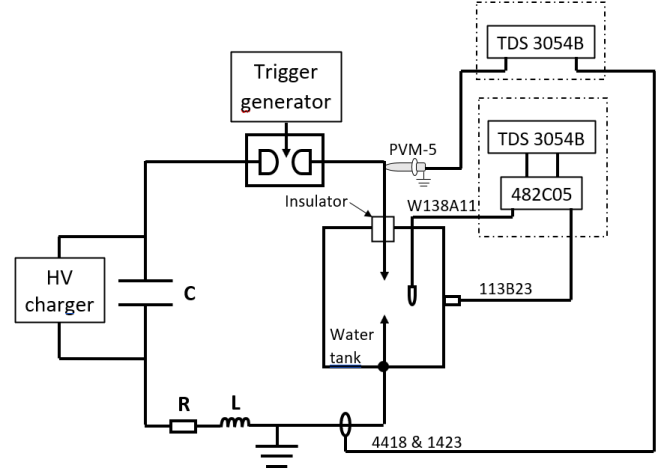 TDS 3054B
Trigger
generator
TDS 3054B
PVM-5
482C05
Insulator
W138A11
HV
charger
C
113B23
Water
tank
R
L
4418 & 1423